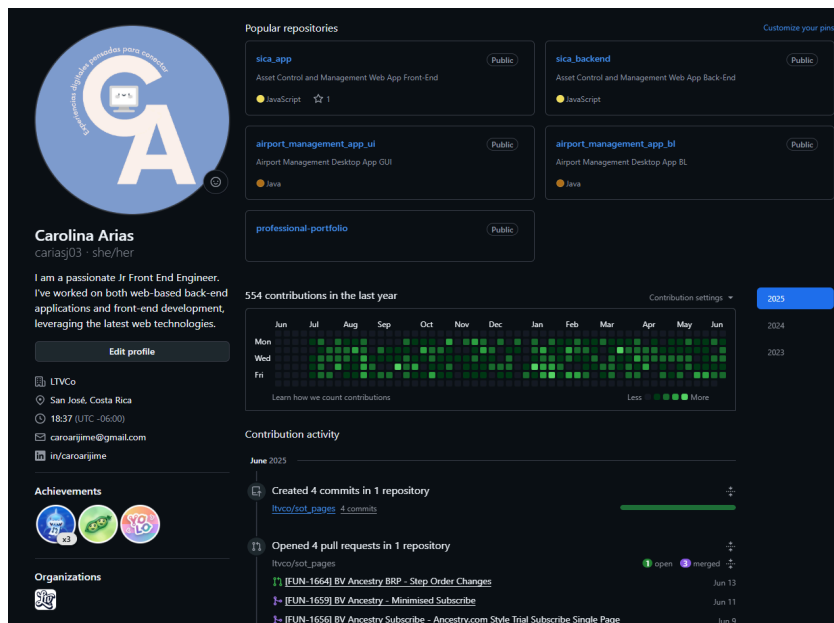 Experiencias digitales pensadas para conectar
CA
Carolina Arias
cariasj03 · she/her
I am a passionate Jr Front End Engineer.
I've worked on both web-based back-end
applications and front-end development,
leveraging the latest web technologies.
Edit profile
LTVCo
San José, Costa Rica
18:37 (UTC -06:00)
caroarijime@gmail.com
in/caroarijime
Achievements
x3
YOLO
Organizations
Popular repositories
Customize your pins
sica_app
Public
Asset Control and Management Web App Front-End
JavaScript
1
sica_backend
Public
Asset Control and Management Web App Back-End
JavaScript
airport_management_app_ui
Public
Airport Management Desktop App GUI
Java
airport_management_app_bl
Public
Airport Management Desktop App BL
Java
professional-portfolio
Public
554 contributions in the last year
Contribution settings
2025
2024
2023
Jun Jul Aug Sep Oct Nov Dec Jan Feb Mar Apr May Jun
Mon
Wed
Fri
Learn how we count contributions
Less
More
Contribution activity
June 2025
Created 4 commits in 1 repository
ltvco/sot_pages 4 commits
Opened 4 pull requests in 1 repository
ltvco/sot_pages
1 open 3 merged
[FUN-1664] BV Ancestry BRP - Step Order Changes
Jun 13
[FUN-1659] BV Ancestry - Minimised Subscribe
Jun 11
[FUN-1656] BV Ancestry Subscribe - Ancestry.com Style Trial Subscribe Single Page
Jun 9